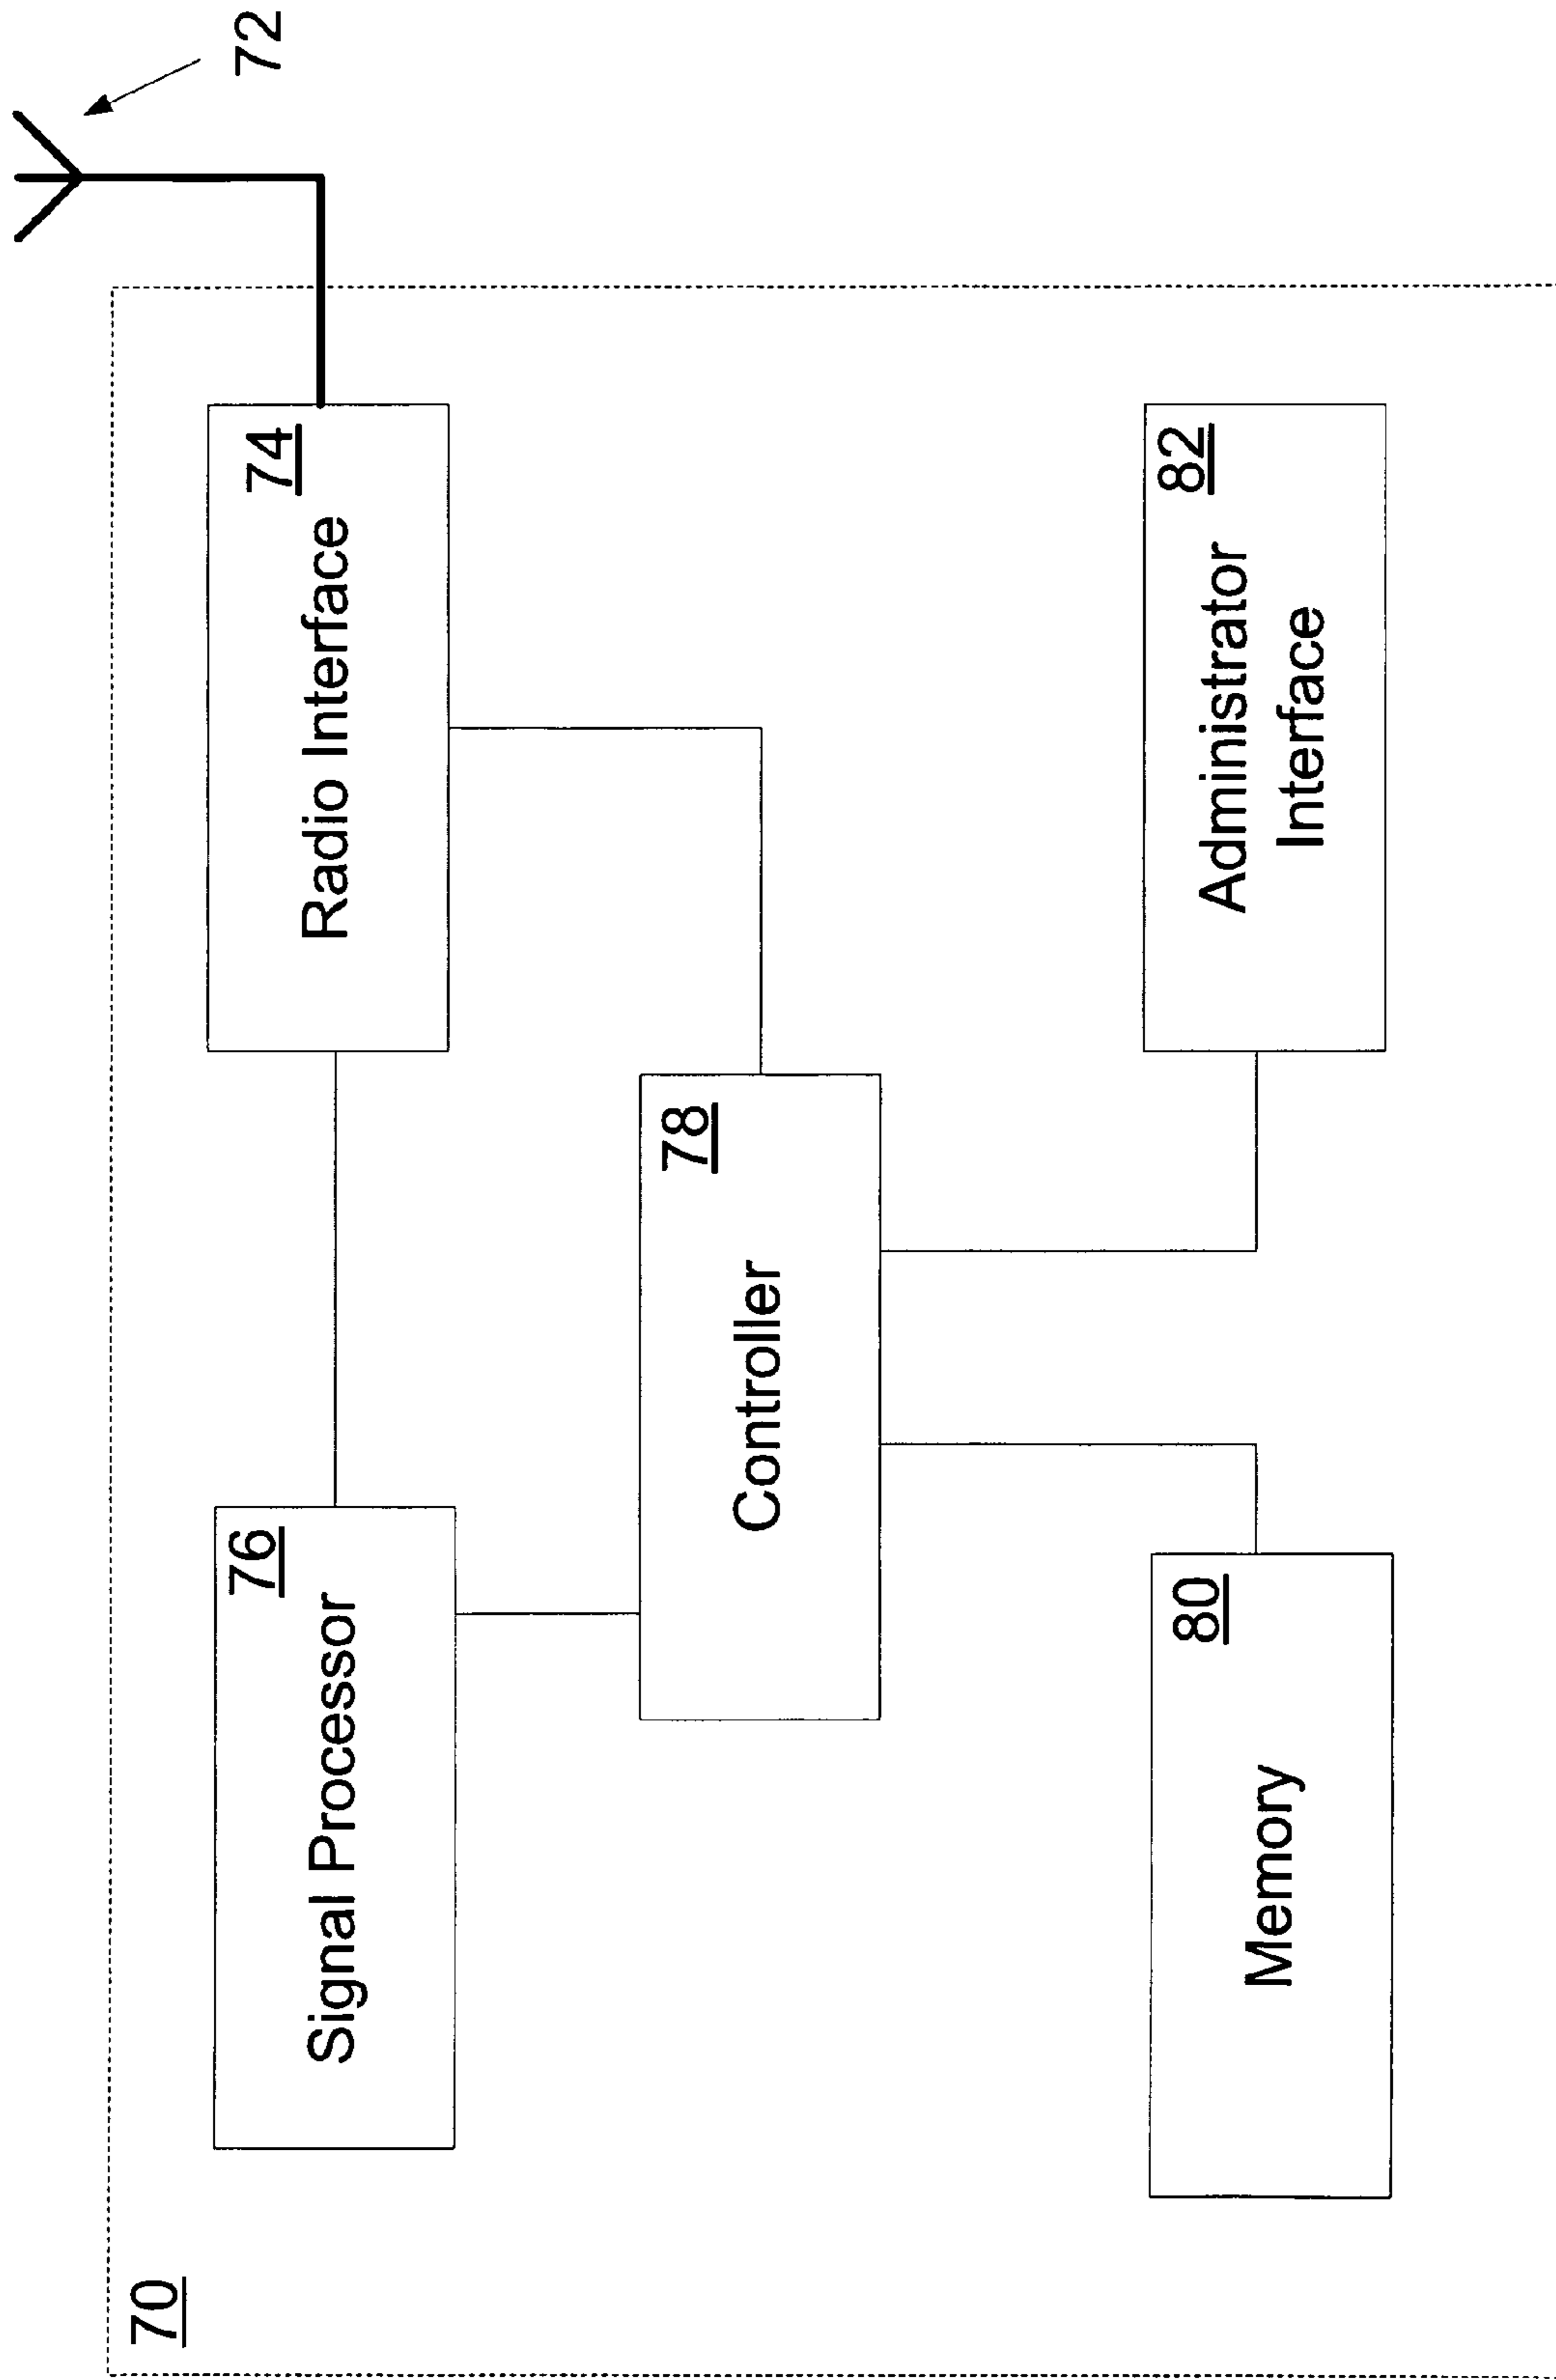 72
70
76
Signal Processor
74
Radio Interface
78
Controller
80
Memory
82
Administrator
Interface